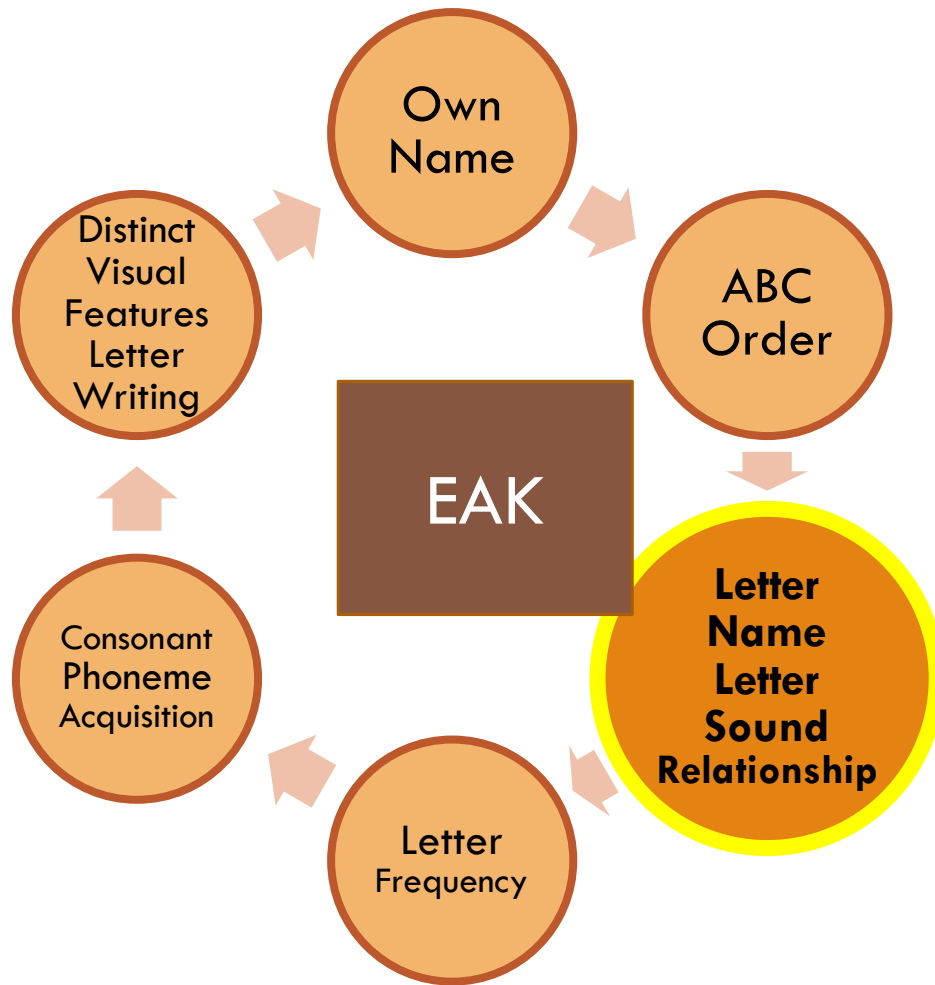 Own
Name
ABC
Order
Letter
Name
Letter
Sound
Relationship
Letter
Frequency
Consonant
Phoneme
Acquisition
Distinct
Visual
Features
Letter
Writing
EAK